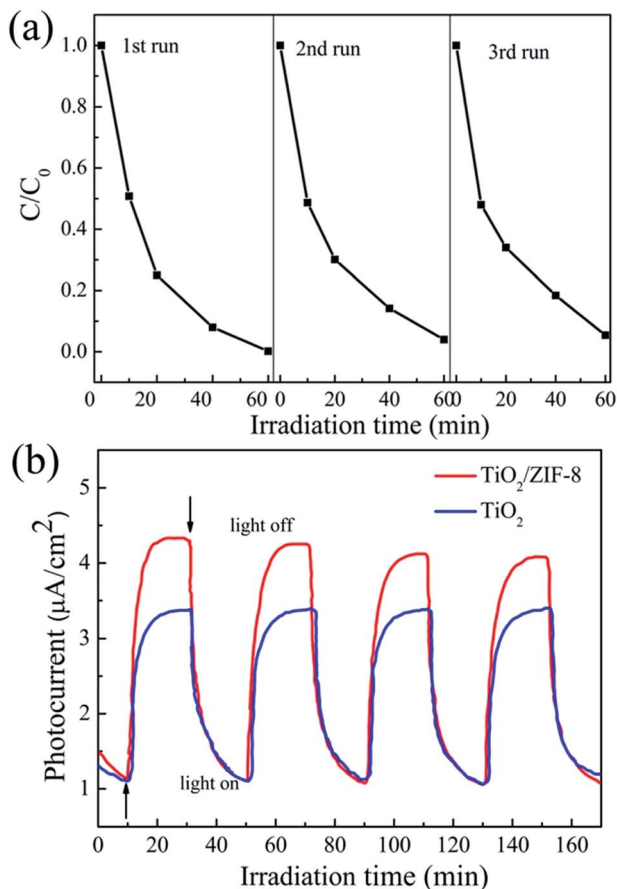 (a)
1st run
2nd run
3rd run
C/C₀
1.0
0.8
0.6
0.4
0.2
0.0
0 20 40 60 0 20 40 60 0 20 40 60
Irradiation time (min)
(b)
TiO₂/ZIF-8
TiO₂
light off
light on
Photocurrent (μA/cm²)
5
4
3
2
1
0 20 40 60 80 100 120 140 160
Irradiation time (min)